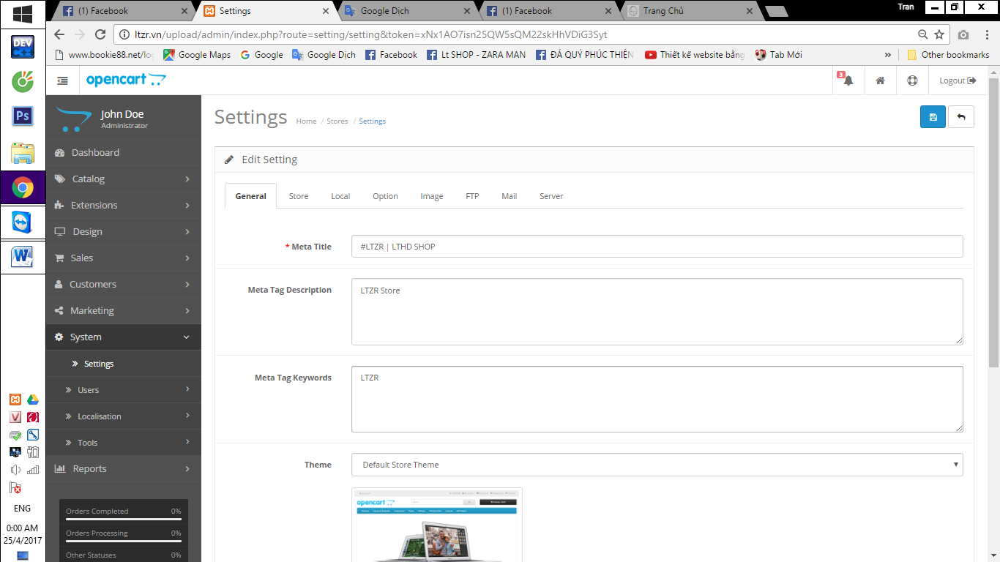 (1) Facebook
Settings
Google Dịch
(1) Facebook
Trang Chủ
Tran
ltzr.vn/upload/admin/index.php?route=setting/setting&token=xNx1AO7isn25QW5sQM22skHhVDiG3Syt
www.bookie88.net/log
Google Maps
Google
Google Dịch
Facebook
Lt SHOP - ZARA MAN
ĐÁ QUÝ PHÚC THIỆN
Thiết kế website bằng
Tab Mới
Other bookmarks
DEV
C++
Ps
opencart
3
Logout
John Doe
Administrator
Dashboard
Catalog
Extensions
Design
Sales
Customers
Marketing
System
Settings
Users
Localisation
Tools
Reports
Orders Completed 0%
Orders Processing 0%
Other Statuses 0%
Settings
Home / Stores / Settings
Edit Setting
General
Store
Local
Option
Image
FTP
Mail
Server
* Meta Title
#LTZR | LTHD SHOP
Meta Tag Description
LTZR Store
Meta Tag Keywords
LTZR
Theme
Default Store Theme
opencart
ENG
0:00 AM
25/4/2017